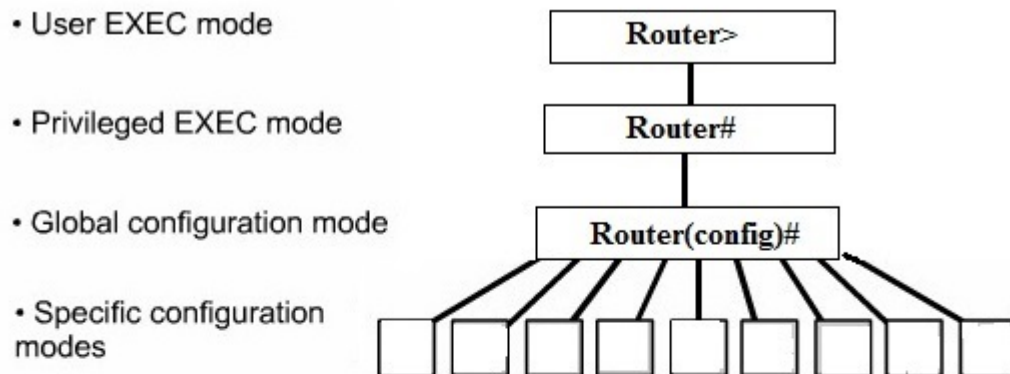 • User EXEC mode
Router>
• Privileged EXEC mode
Router#
• Global configuration mode
Router(config)#
• Specific configuration
modes